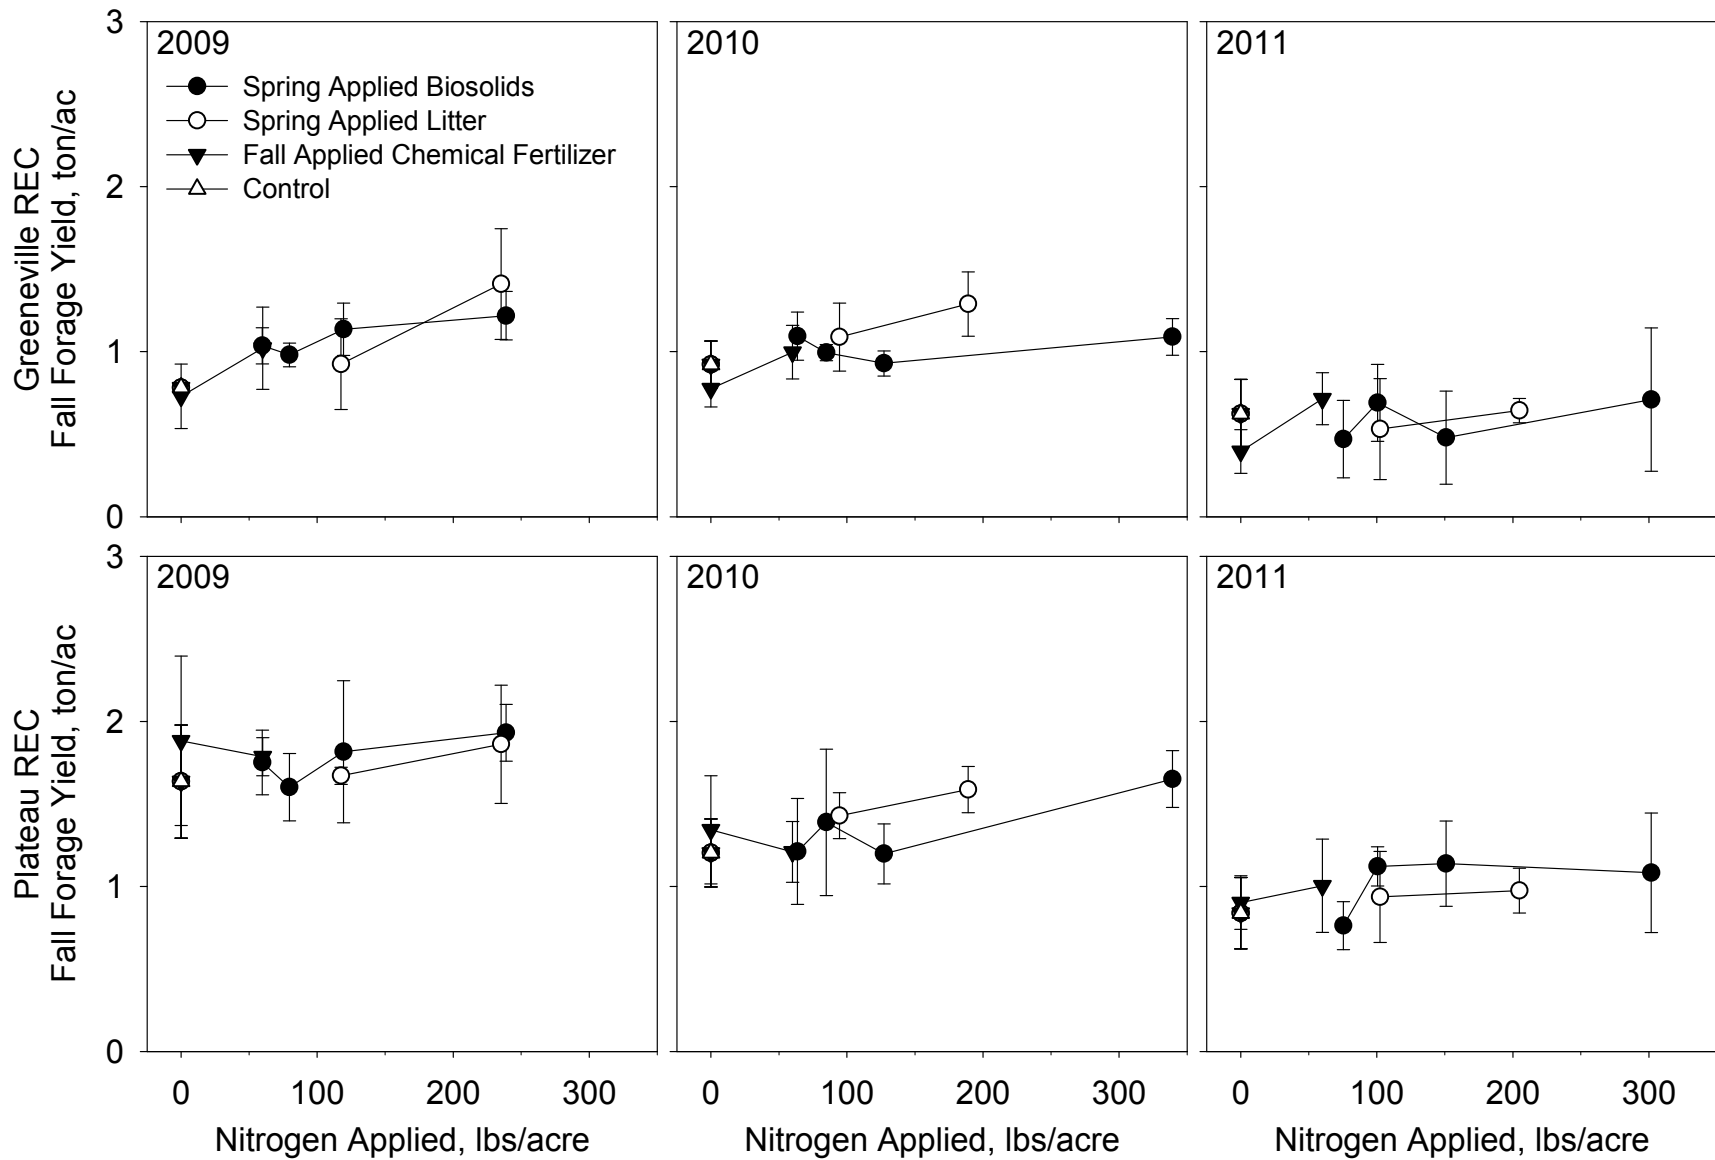 3
2
1
0
Greneville REC
Fall Forage Yield, ton/ac
2009
Spring Applied Biosolids
Spring Applied Litter
Fall Applied Chemical Fertilizer
Control
2010
2011
3
2
1
0
Plateau REC
Fall Forage Yield, ton/ac
2009
2010
2011
0 100 200 300
0 100 200 300
0 100 200 300
Nitrogen Applied, lbs/acre
Nitrogen Applied, lbs/acre
Nitrogen Applied, lbs/acre